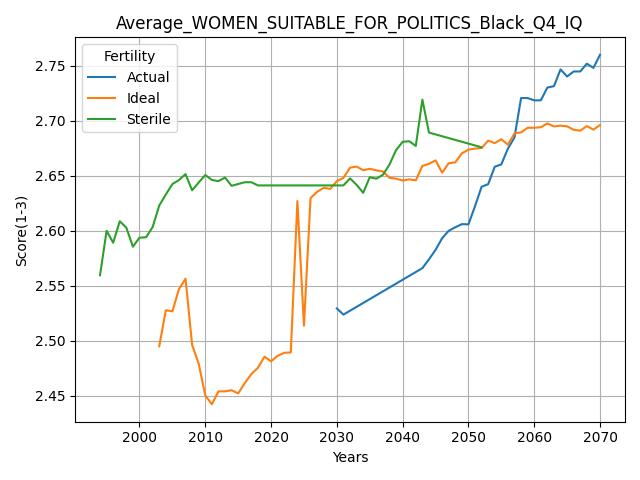 Average_WOMEN_SUITABLE_FOR_POLITICS_Black_Q4_IQ
Fertility
Actual
Ideal
Sterile
Score(1-3)
2.75
2.70
2.65
2.60
2.55
2.50
2.45
2000 2010 2020 2030 2040 2050 2060 2070
Years